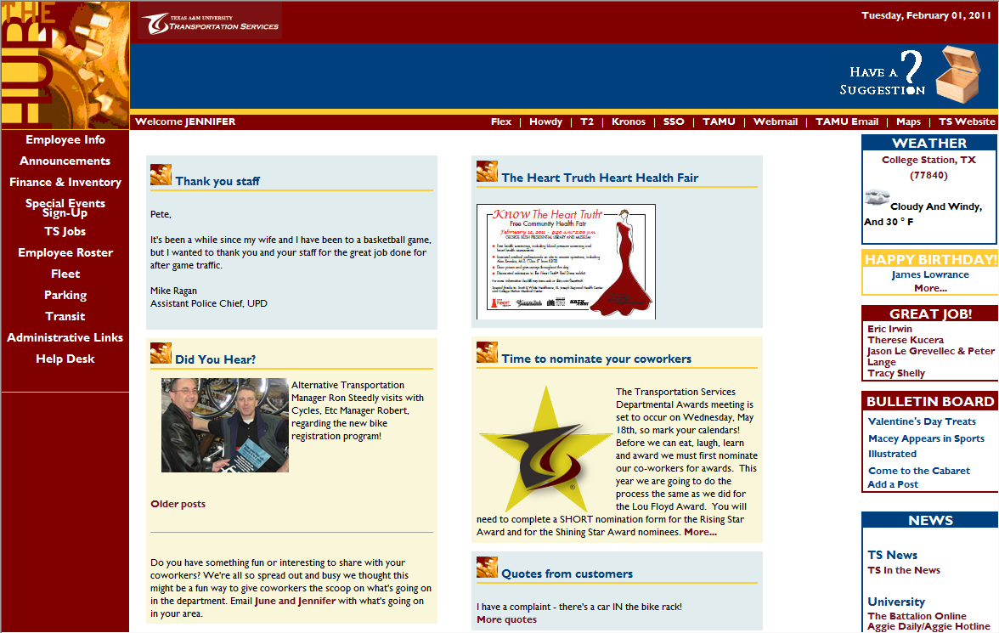 THE
HUB
TEXAS A&M UNIVERSITY
TRANSPORTATION SERVICES
Tuesday, February 01, 2011
HAVE A ?
SUGGESTION
Welcome JENNIFER
Flex | Howdy | T2 | Kronos | SSO | TAMU | Webmail | TAMU Email | Maps | TS Website
Employee Info
Announcements
Finance & Inventory
Special Events
Sign-Up
TS Jobs
Employee Roster
Fleet
Parking
Transit
Administrative Links
Help Desk
Thank you staff
Pete,
It's been a while since my wife and I have been to a basketball game,
but I wanted to thank you and your staff for the great job done for
after game traffic.
Mike Ragan
Assistant Police Chief, UPD
Did You Hear?
Alternative Transportation
Manager Ron Steedly visits with
Cycles, Etc Manager Robert,
regarding the new bike
registration program!
Older posts
Do you have something fun or interesting to share with your
coworkers? We're all so spread out and busy we thought this
might be a fun way to give coworkers the scoop on what's going on
in the department. Email June and Jennifer with what's going on
in your area.
The Heart Truth Heart Health Fair
Know The Heart Truth
Free Community Health Fair
GEORGE BUSH PRESIDENTIAL LIBRARY AND MUSEUM
Free health screenings, including blood pressure screening and
heart health assessments
Time to nominate your coworkers
The Transportation Services
Departmental Awards meeting is
set to occur on Wednesday, May
18th, so mark your calendars!
Before we can eat, laugh, learn
and award we must first nominate
our co-workers for awards. This
year we are going to do the
process the same as we did for
the Lou Floyd Award. You will
need to complete a SHORT nomination form for the Rising Star
Award and for the Shining Star Award nominees. More...
Quotes from customers
I have a complaint - there's a car IN the bike rack!
More quotes
WEATHER
College Station, TX
(77840)
Cloudy And Windy,
And 30 ° F
HAPPY BIRTHDAY!
James Lowrance
More...
GREAT JOB!
Eric Irwin
Therese Kucera
Jason Le Grevellec & Peter
Lange
Tracy Shelly
BULLETIN BOARD
Valentine's Day Treats
Macey Appears in Sports
Illustrated
Come to the Cabaret
Add a Post
NEWS
TS News
TS In the News
University
The Battalion Online
Aggie Daily/Aggie Hotline